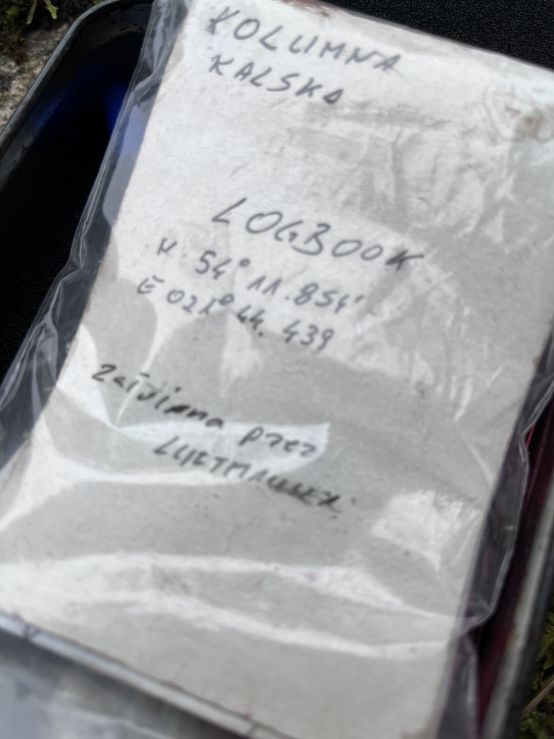 KOLUMNA
KALSKA
LOGBOOK
N 54° 11.854'
E 021° 44. 439
przez